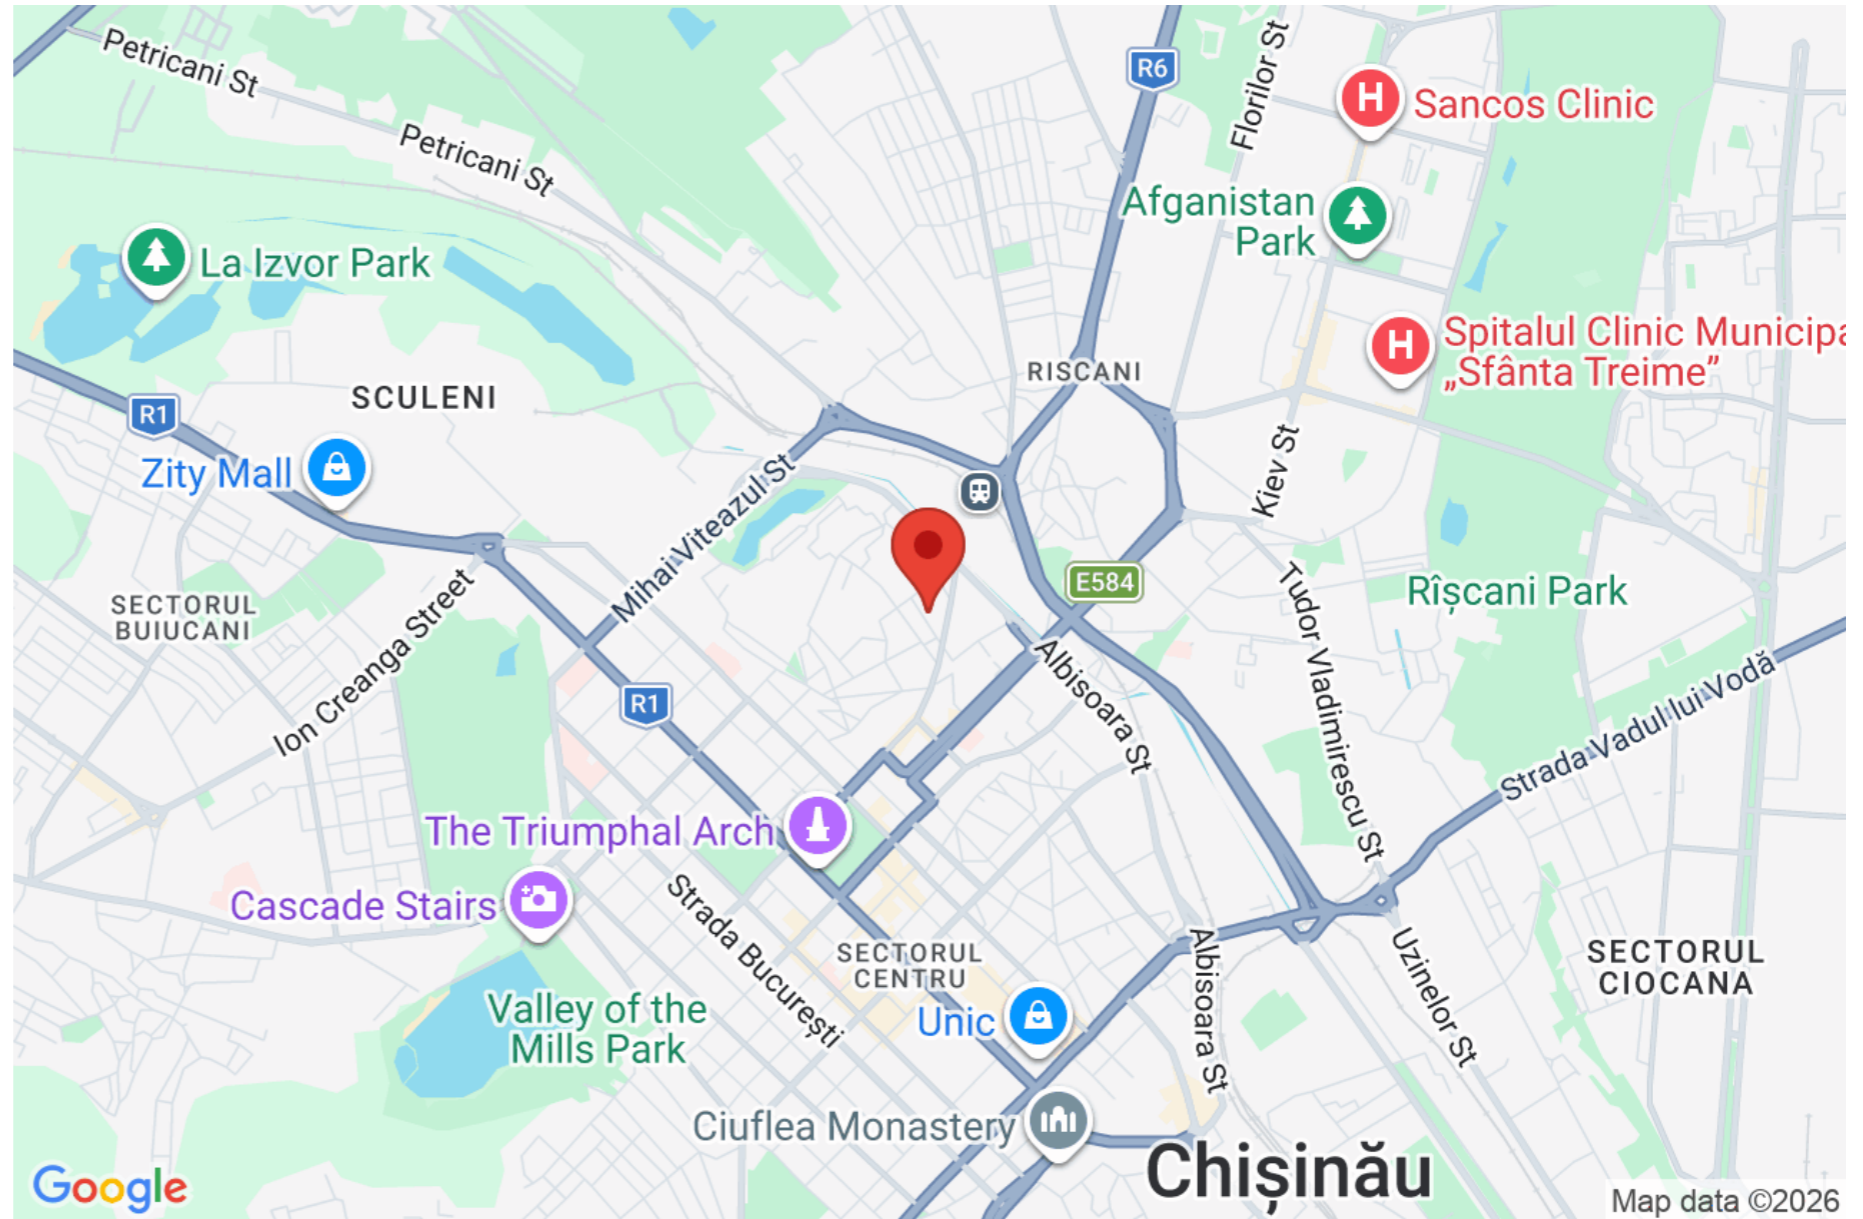 Petricani St
Petricani St
R6
Florilor St
H
Sancos Clinic
Afganistan
Park
La Izvor Park
H
Spitalul Clinic Municipa
„Sfânta Treime”
RISCANI
SCULENI
R1
Zity Mall
Mihai Viteazul St
Kiev St
E584
SECTORUL
BUIUCANI
Ion Creanga Street
Rîșcani Park
Tudor Vladimirescu St
Albisoara St
Strada Vadul lui Vodă
R1
The Triumphal Arch
Cascade Stairs
Strada București
SECTORUL
CENTRU
Albisoara St
Uzinelor St
SECTORUL
CIOCANA
Valley of the
Mills Park
Unic
Ciuflea Monastery
Chișinău
Google
Map data ©2026